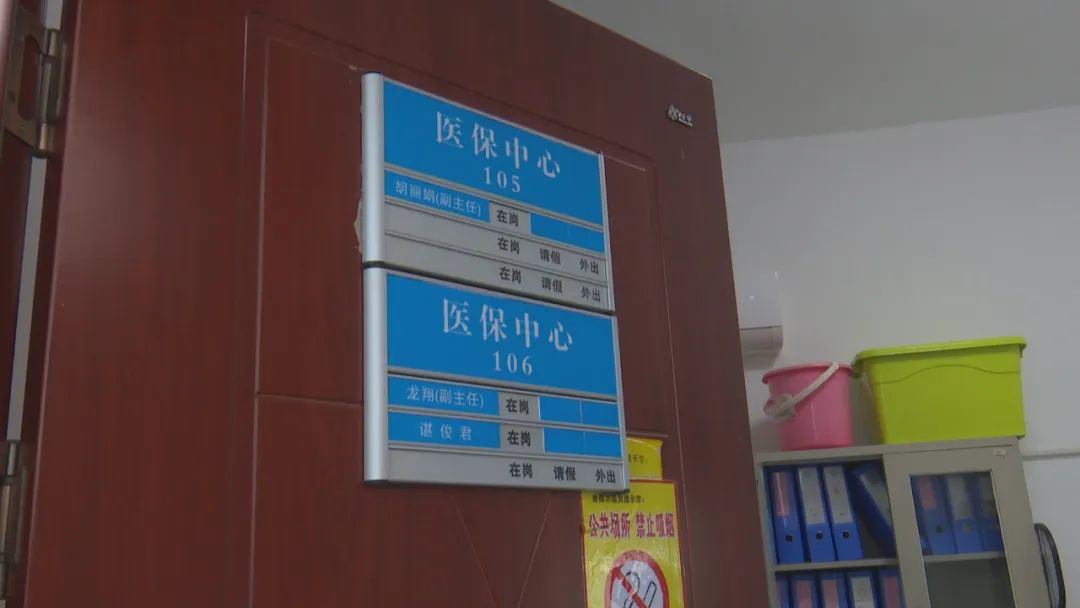 医保中心
105
胡丽娟(副主任) 在岗
在岗 请假 外出
在岗 请假 外出
医保中心
106
龙翔(副主任) 在岗
谌俊君 在岗
在岗 请假 外出
公共场所 禁止吸烟